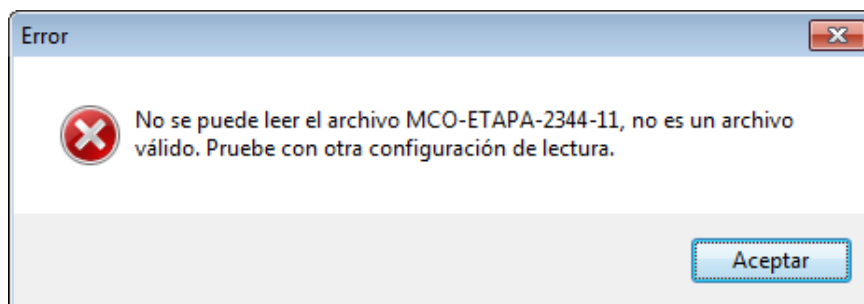 Error
No se puede leer el archivo MCO-ETAPA-2344-11, no es un archivo
válido. Pruebe con otra configuración de lectura.
Aceptar